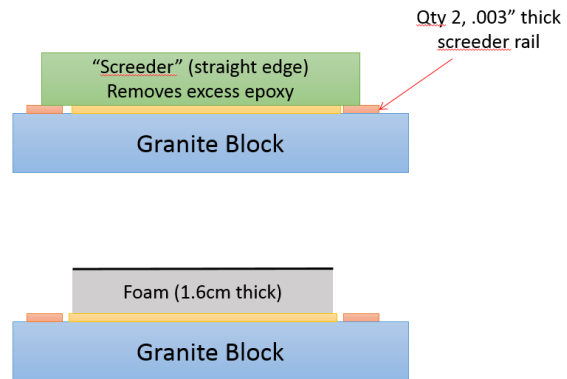 Qty 2, .003” thick
screeder rail
“Screeder” (straight edge)
Removes excess epoxy
Granite Block
Foam (1.6cm thick)
Granite Block